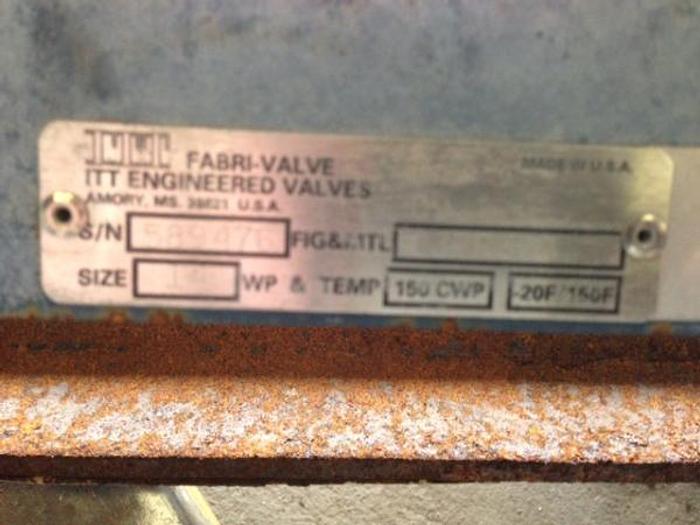 ITT FABRI-VALVE
MADE IN U.S.A.
ITT ENGINEERED VALVES
AMORY, MS. 38821 U.S.A.
S/N FIG&MTL
SIZE WP & TEMP 150 CWP -20F/150F